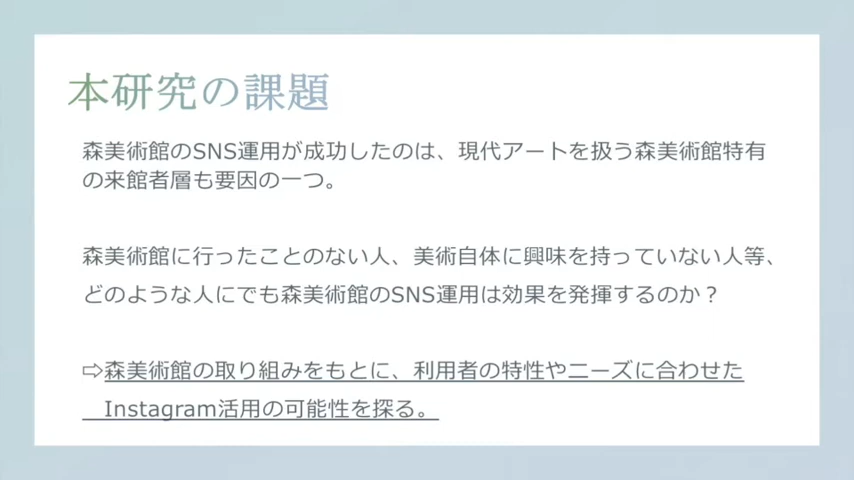 本研究の課題
森美術館のSNS運用が成功したのは、現代アートを扱う森美術館特有
の来館者層も要因の一つ。
森美術館に行ったことのない人、美術自体に興味を持っていない人等、
どのような人にでも森美術館のSNS運用は効果を発揮するのか？
⇨森美術館の取り組みをもとに、利用者の特性やニーズに合わせた
Instagram活用の可能性を探る。